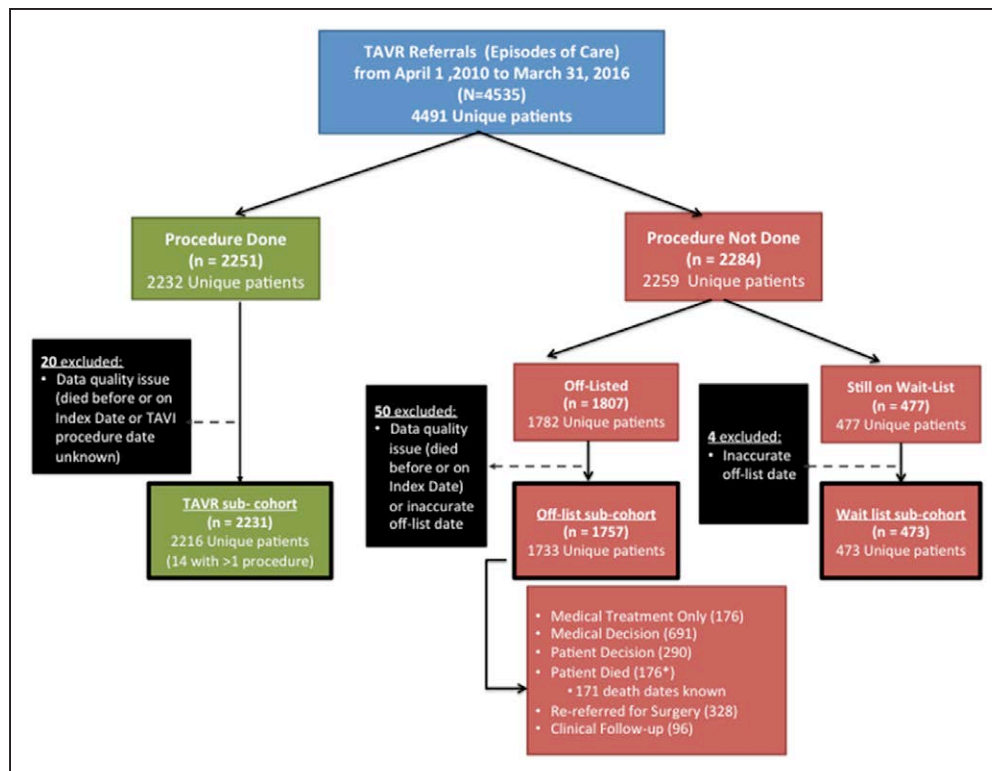 TAVR Referrals (Episodes of Care)
from April 1 ,2010 to March 31, 2016
(N=4535)
4491 Unique patients
Procedure Done
(n = 2251)
2232 Unique patients
Procedure Not Done
(n = 2284)
2259 Unique patients
20 excluded:
• Data quality issue
(died before or on
Index Date or TAVI
procedure date
unknown)
50 excluded:
• Data quality
issue (died
before or on
Index Date)
or inaccurate
off-list date
Off-Listed
(n = 1807)
1782 Unique patients
4 excluded:
• Inaccurate
off-list date
Still on Wait-List
(n = 477)
477 Unique patients
TAVR sub- cohort
(n = 2231)
2216 Unique patients
(14 with >1 procedure)
Off-list sub-cohort
(n = 1757)
1733 Unique patients
Wait list sub-cohort
(n = 473)
473 Unique patients
• Medical Treatment Only (176)
• Medical Decision (691)
• Patient Decision (290)
• Patient Died (176*)
• 171 death dates known
• Re-referred for Surgery (328)
• Clinical Follow-up (96)